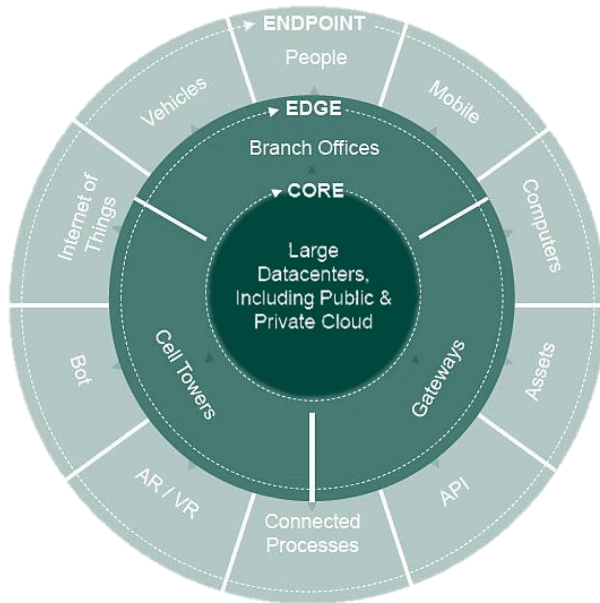 ENDPOINT
People
Mobile
Computers
Assets
API
Connected
Processes
AR / VR
Bot
Internet of
Things
Vehicles
EDGE
Branch Offices
Gateways
Cell Towers
CORE
Large
Datacenters,
Including Public &
Private Cloud